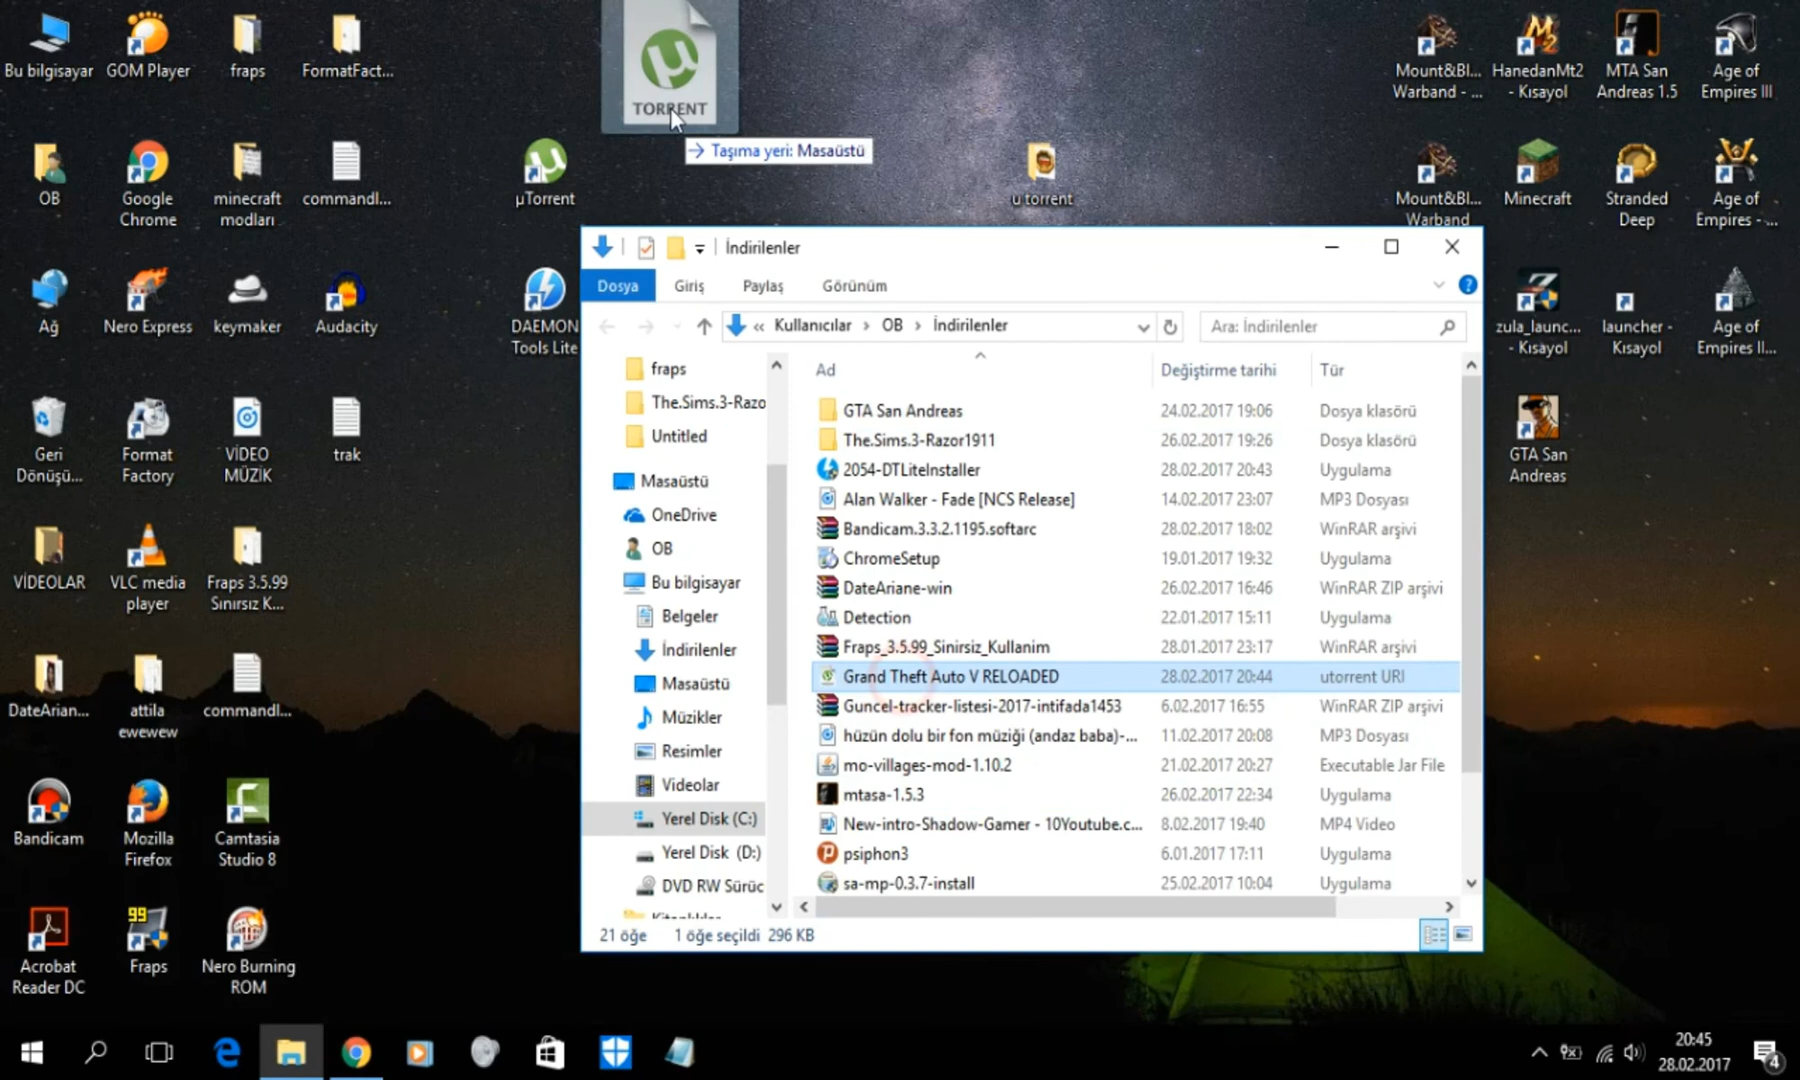 Bu bilgisayar
GOM Player
fraps
FormatFact...
OB
Google
Chrome
minecraft
modları
commandl...
Ağ
Nero Express
keymaker
Audacity
Geri
Dönüşü...
Format
Factory
VİDEO
MÜZİK
trak
VİDEOLAR
VLC media
player
Fraps 3.5.99
Sınırsız K...
DateArian...
attila
ewewew
commandl...
Bandicam
Mozilla
Firefox
Camtasia
Studio 8
Acrobat
Reader DC
99
Fraps
Nero Burning
ROM
µTorrent
DAEMON
Tools Lite
µ
TORRENT
Taşıma yeri: Masaüstü
u torrent
Mount&Bl...
Warband - ...
HanedanMt2
- Kısayol
MTA San
Andreas 1.5
Age of
Empires III
Mount&Bl...
Warband
Minecraft
Stranded
Deep
Age of
Empires - ...
zula_launc...
- Kısayol
launcher -
Kısayol
Age of
Empires II...
GTA San
Andreas
İndirilenler
Dosya
Giriş
Paylaş
Görünüm
« Kullanıcılar › OB › İndirilenler
Ara: İndirilenler
fraps
The.Sims.3-Razo
Untitled
Masaüstü
OneDrive
OB
Bu bilgisayar
Belgeler
İndirilenler
Masaüstü
Müzikler
Resimler
Videolar
Yerel Disk (C:)
Yerel Disk (D:)
DVD RW Sürüc
Ad Değiştirme tarihi Tür
GTA San Andreas 24.02.2017 19:06 Dosya klasörü
The.Sims.3-Razor1911 26.02.2017 19:26 Dosya klasörü
2054-DTLiteInstaller 28.02.2017 20:43 Uygulama
Alan Walker - Fade [NCS Release] 14.02.2017 23:07 MP3 Dosyası
Bandicam.3.3.2.1195.softarc 28.02.2017 18:02 WinRAR arşivi
ChromeSetup 19.01.2017 19:32 Uygulama
DateAriane-win 26.02.2017 16:46 WinRAR ZIP arşivi
Detection 22.01.2017 15:11 Uygulama
Fraps_3.5.99_Sinirsiz_Kullanim 28.01.2017 23:17 WinRAR arşivi
Grand Theft Auto V RELOADED 28.02.2017 20:44 utorrent URI
Guncel-tracker-listesi-2017-intifada1453 6.02.2017 16:55 WinRAR ZIP arşivi
hüzün dolu bir fon müziği (andaz baba)-... 11.02.2017 20:08 MP3 Dosyası
mo-villages-mod-1.10.2 21.02.2017 20:27 Executable Jar File
mtasa-1.5.3 26.02.2017 22:34 Uygulama
New-intro-Shadow-Gamer - 10Youtube.c... 8.02.2017 19:40 MP4 Video
psiphon3 6.01.2017 17:11 Uygulama
sa-mp-0.3.7-install 25.02.2017 10:04 Uygulama
21 öğe 1 öğe seçildi 296 KB
20:45
28.02.2017
4